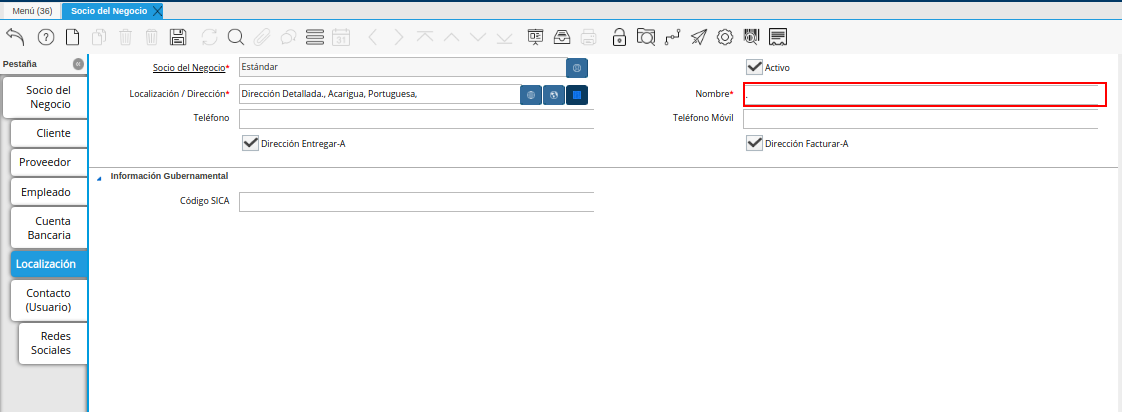 Menú (36)
Socio del Negocio
31
Pestaña
Socio del
Negocio
Cliente
Proveedor
Empleado
Cuenta
Bancaria
Localización
Contacto
(Usuario)
Redes
Sociales
Socio del Negocio*
Estándar
Activo
Localización / Dirección*
Dirección Detallada., Acarigua, Portuguesa,
Nombre*
.
Teléfono
Teléfono Móvil
Dirección Entregar-A
Dirección Facturar-A
Información Gubernamental
Código SICA